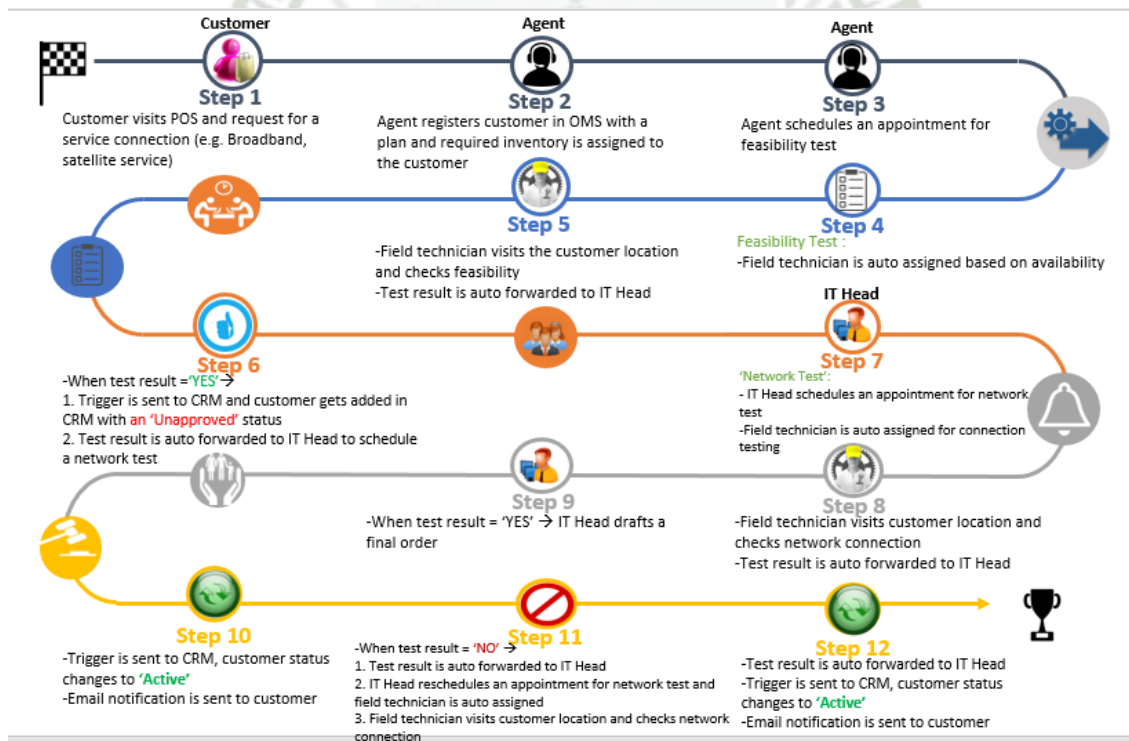 Customer
Agent
Agent
Step 1
Step 2
Step 3
Customer visits POS and request for a
service connection (e.g. Broadband,
satellite service)
Agent registers customer in OMS with a
plan and required inventory is assigned to
the customer
Agent schedules an appointment for
feasibility test
Step 5
Step 4
-Field technician visits the customer location
and checks feasibility
-Test result is auto forwarded to IT Head
Feasibility Test :
-Field technician is auto assigned based on availability
IT Head
Step 6
Step 7
-When test result ='YES'→
1. Trigger is sent to CRM and customer gets added in
CRM with an 'Unapproved' status
2. Test result is auto forwarded to IT Head to schedule
a network test
'Network Test':
- IT Head schedules an appointment for network
test
-Field technician is auto assigned for connection
testing
Step 9
Step 8
-When test result = 'YES' → IT Head drafts a
final order
-Field technician visits customer location and
checks network connection
-Test result is auto forwarded to IT Head
Step 10
Step 11
Step 12
-Trigger is sent to CRM, customer status
changes to 'Active'
-Email notification is sent to customer
-When test result = 'NO' →
1. Test result is auto forwarded to IT Head
2. IT Head reschedules an appointment for network test and
field technician is auto assigned
3. Field technician visits customer location and checks network
connection
-Test result is auto forwarded to IT Head
-Trigger is sent to CRM, customer status
changes to 'Active'
-Email notification is sent to customer